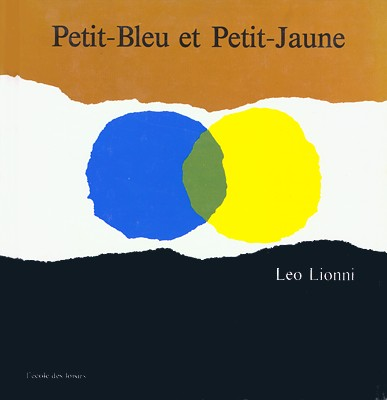 Petit-Bleu et Petit-Jaune
Leo Lionni
l'école des loisirs